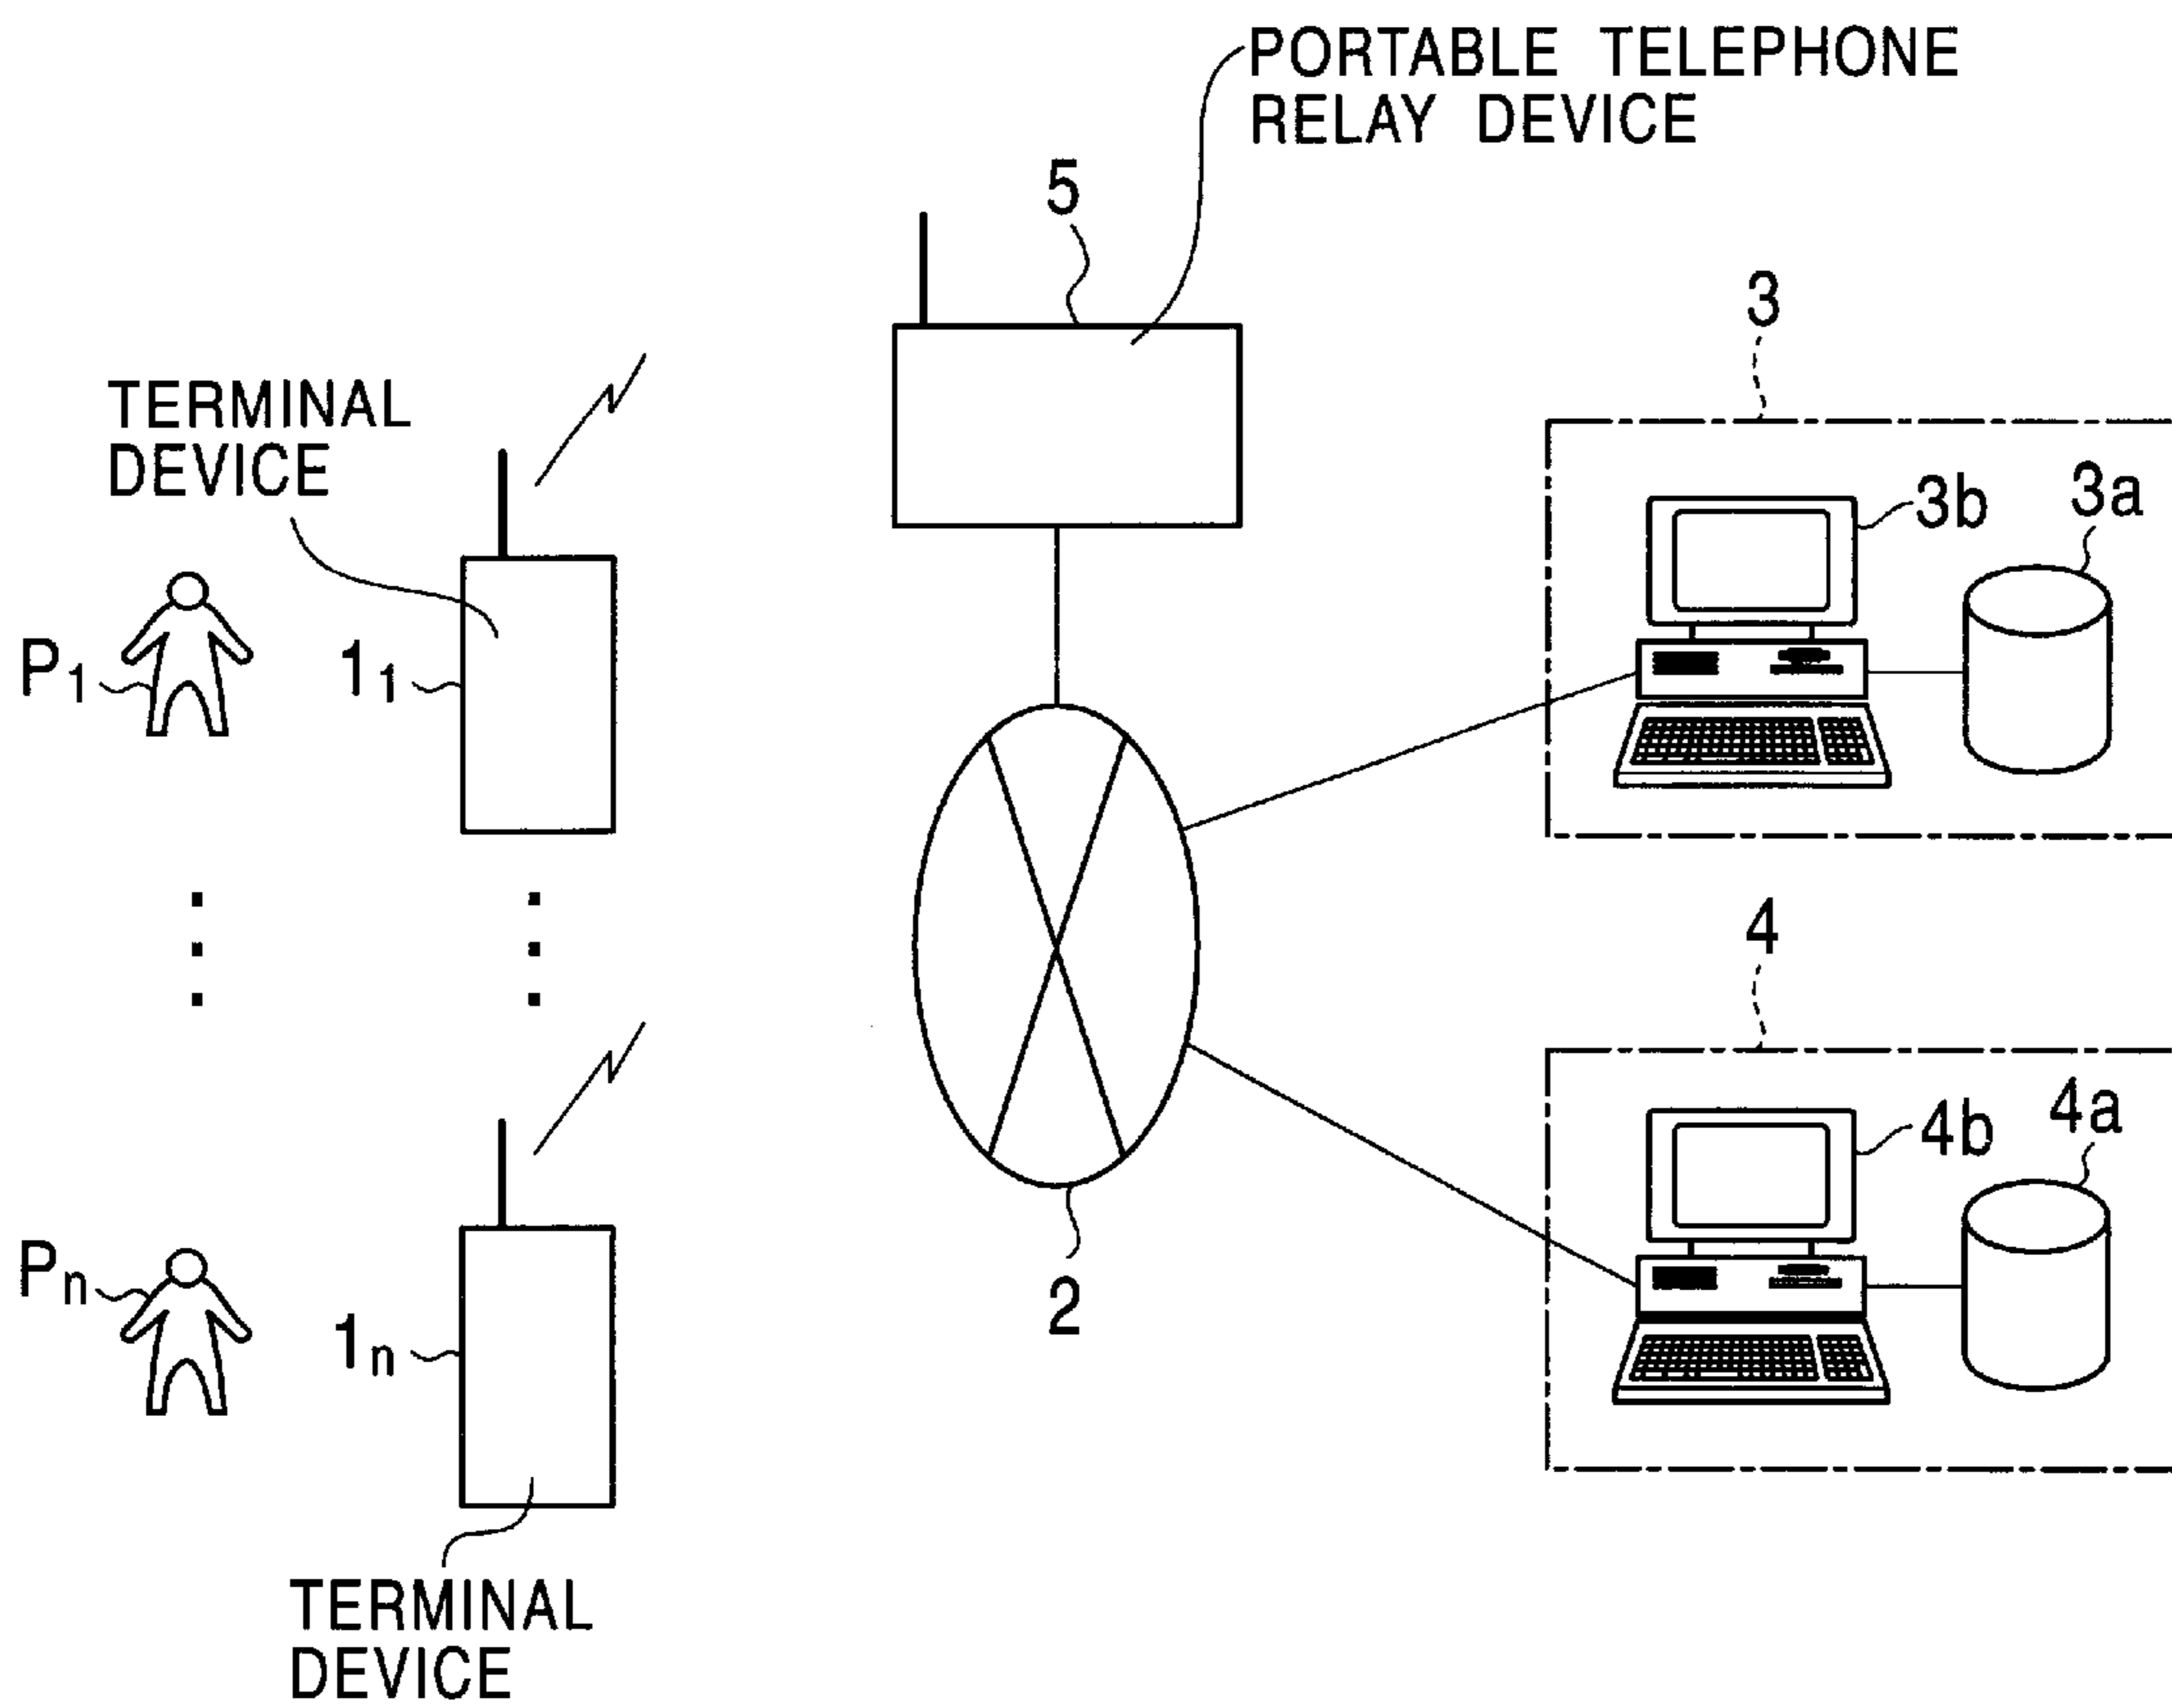 PORTABLE TELEPHONE
RELAY DEVICE
5
3
TERMINAL
DEVICE
3b
3a
P1
11
4
4b
4a
Pn
1n
2
TERMINAL
DEVICE